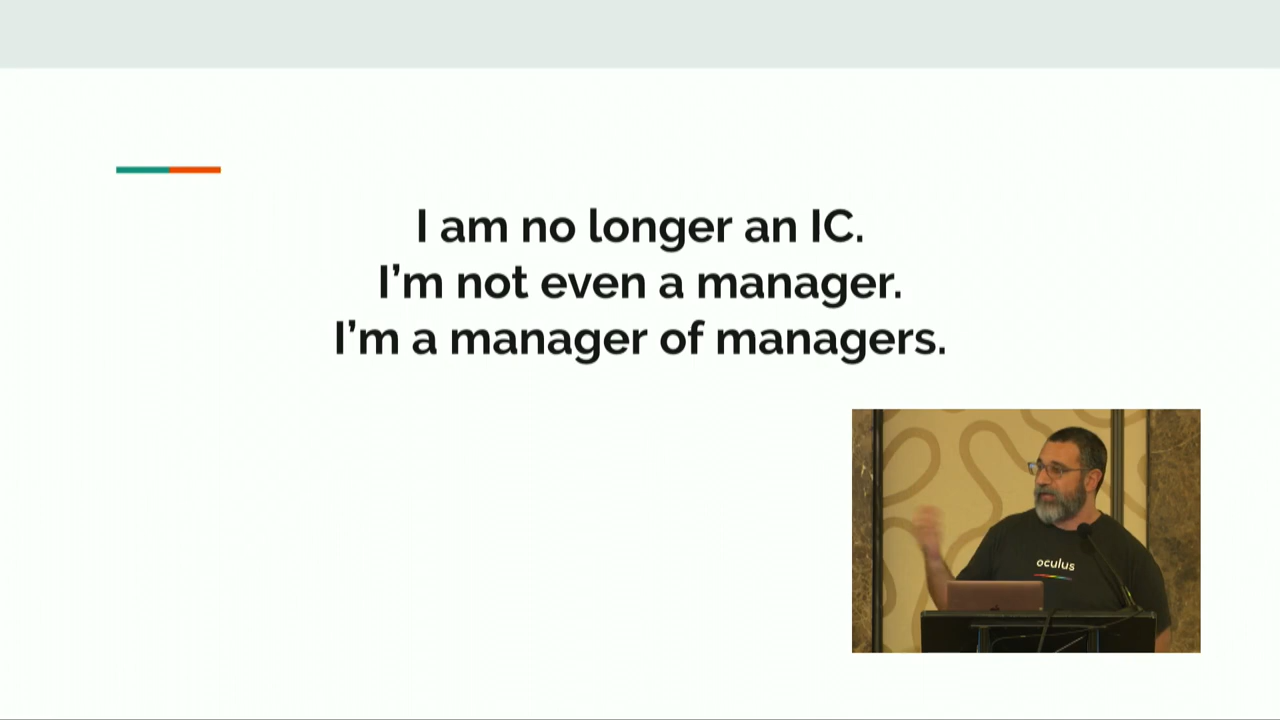 I am no longer an IC.
I'm not even a manager.
I'm a manager of managers.
oculus